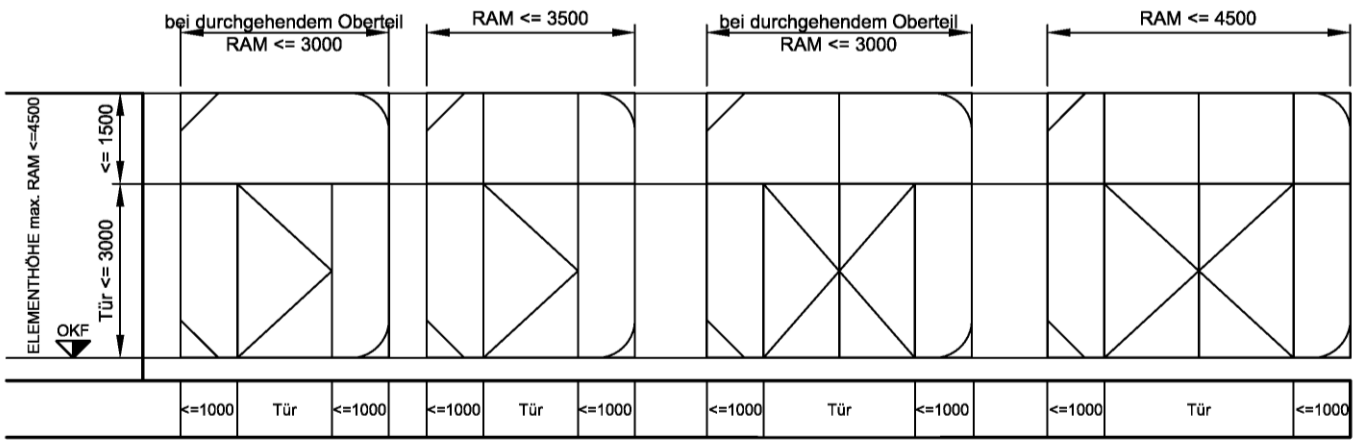 bei durchgehendem Oberteil
RAM <= 3000
RAM <= 3500
bei durchgehendem Oberteil
RAM <= 3000
RAM <= 4500
ELEMENTHÖHE max. RAM <=4500
<= 1500
Tür <= 3000
OKF
<=1000
Tür
<=1000
<=1000
Tür
<=1000
<=1000
Tür
<=1000
<=1000
Tür
<=1000